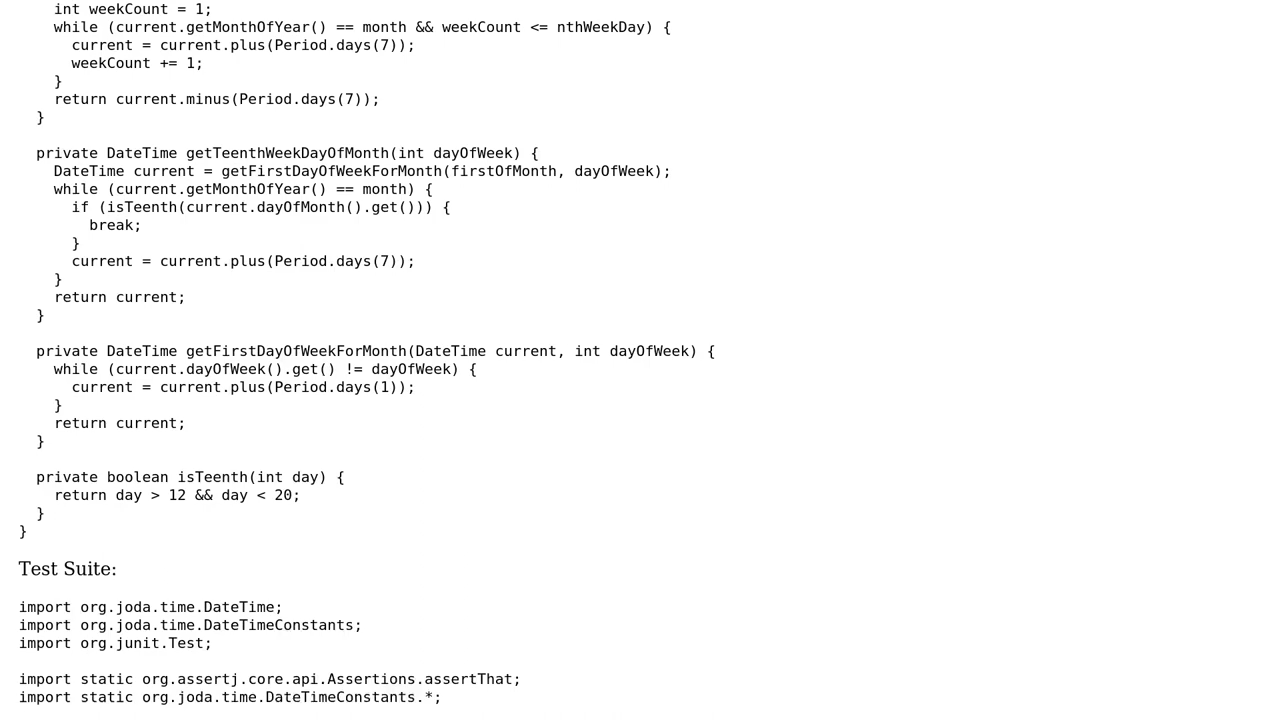 int weekCount = 1;
while (current.getMonthOfYear() == month && weekCount <= nthWeekDay) {
current = current.plus(Period.days(7));
weekCount += 1;
}
return current.minus(Period.days(7));
}
private DateTime getTeenthWeekDayOfMonth(int dayOfWeek) {
DateTime current = getFirstDayOfWeekForMonth(firstOfMonth, dayOfWeek);
while (current.getMonthOfYear() == month) {
if (isTeenth(current.dayOfMonth().get())) {
break;
}
current = current.plus(Period.days(7));
}
return current;
}
private DateTime getFirstDayOfWeekForMonth(DateTime current, int dayOfWeek) {
while (current.dayOfWeek().get() != dayOfWeek) {
current = current.plus(Period.days(1));
}
return current;
}
private boolean isTeenth(int day) {
return day > 12 && day < 20;
}
}
Test Suite:
import org.joda.time.DateTime;
import org.joda.time.DateTimeConstants;
import org.junit.Test;
import static org.assertj.core.api.Assertions.assertThat;
import static org.joda.time.DateTimeConstants.*;